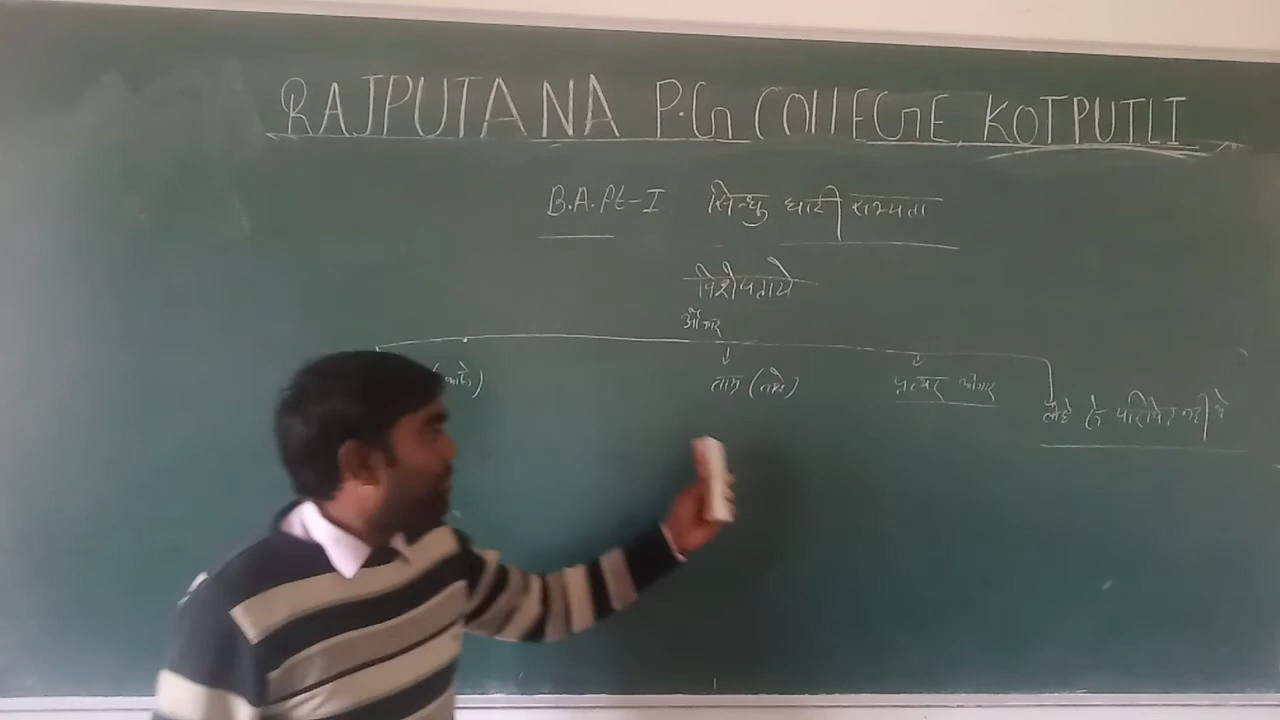 RAJPUTANA P.G COLLEGE KOTPUTLI
B.A. Pt-I सिन्धु घाटी सभ्यता
विशेषतायें
औजार
ताम्र (तांबे) पत्थर औजार
लोहे से परिचित नहीं थे